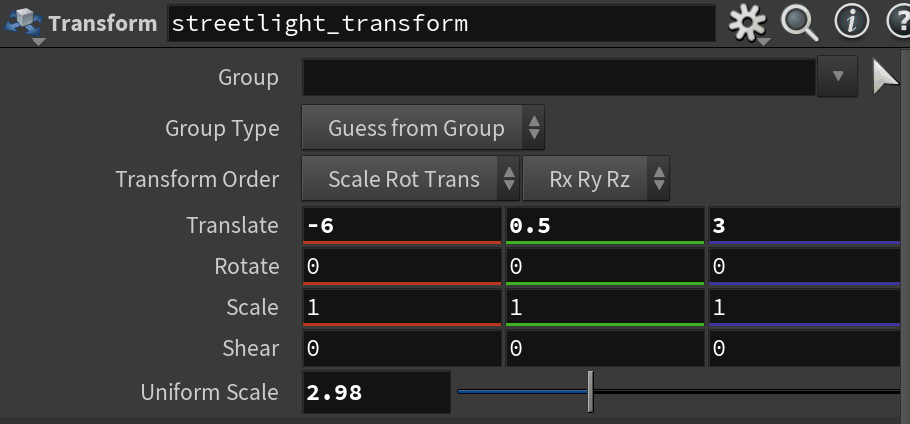 Transform streetlight_transform
Group
Group Type Guess from Group
Transform Order Scale Rot Trans Rx Ry Rz
Translate -6 0.5 3
Rotate 0 0 0
Scale 1 1 1
Shear 0 0 0
Uniform Scale 2.98